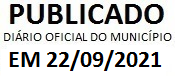 PUBLICADO
DIÁRIO OFICIAL DO MUNICÍPIO
EM 22/09/2021